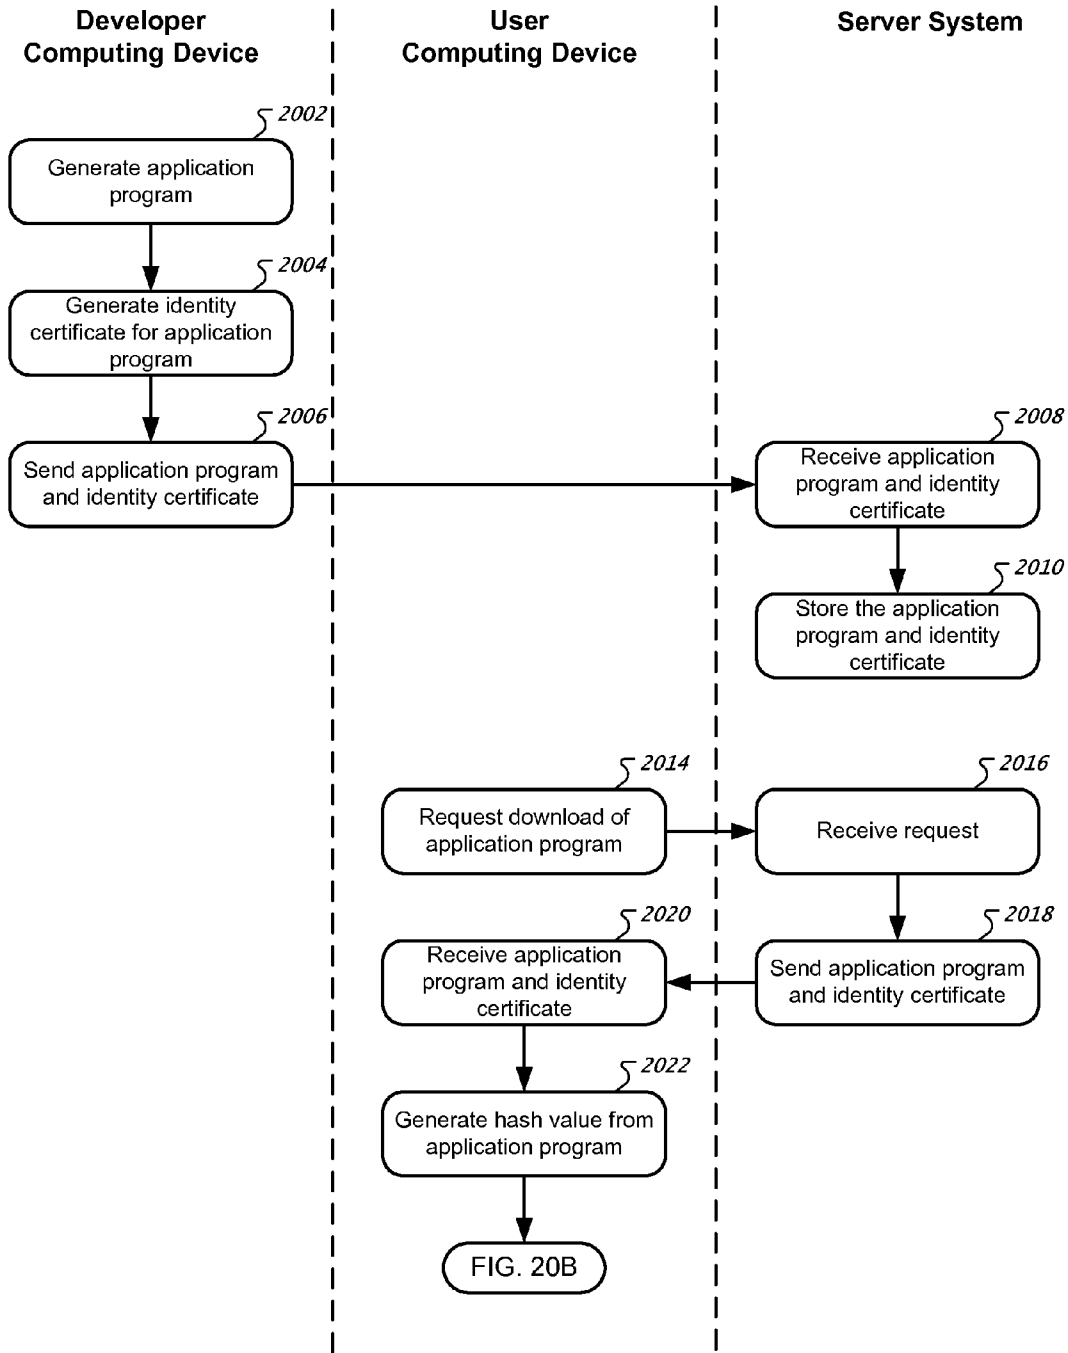 Developer
Computing Device
User
Computing Device
Server System
2002
Generate application
program
2004
Generate identity
certificate for application
program
2006
Send application program
and identity certificate
2008
Receive application
program and identity
certificate
2010
Store the application
program and identity
certificate
2014
Request download of
application program
2016
Receive request
2018
Send application program
and identity certificate
2020
Receive application
program and identity
certificate
2022
Generate hash value from
application program
FIG. 20B